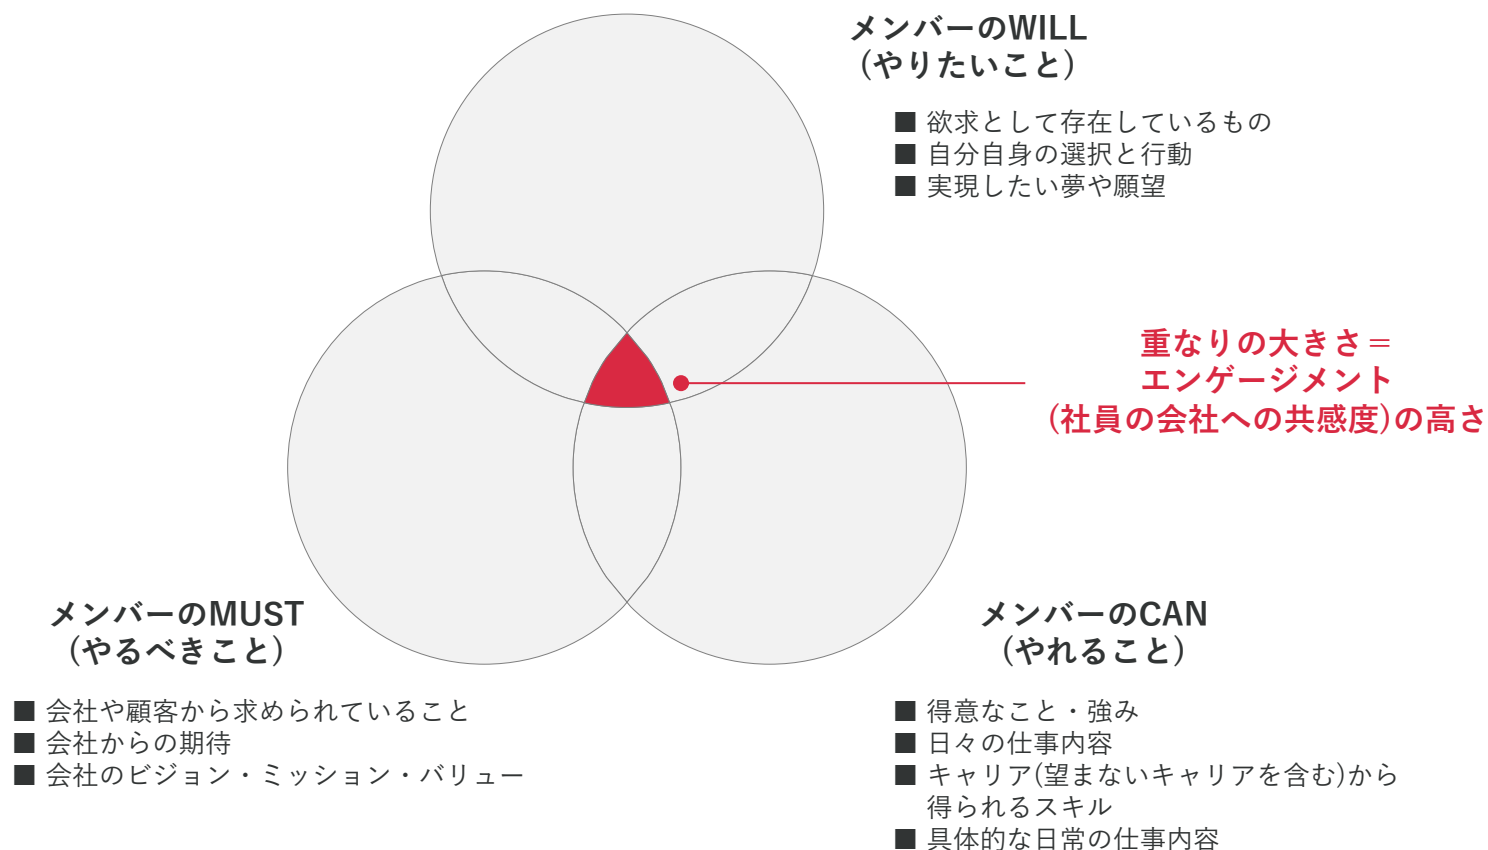 メンバーのWILL
(やりたいこと)
■ 欲求として存在しているもの
■ 自分自身の選択と行動
■ 実現したい夢や願望
重なりの大きさ＝
エンゲージメント
(社員の会社への共感度)の高さ
メンバーのMUST
(やるべきこと)
■ 会社や顧客から求められていること
■ 会社からの期待
■ 会社のビジョン・ミッション・バリュー
メンバーのCAN
(やれること)
■ 得意なこと・強み
■ 日々の仕事内容
■ キャリア(望まないキャリアを含む)から
得られるスキル
■ 具体的な日常の仕事内容